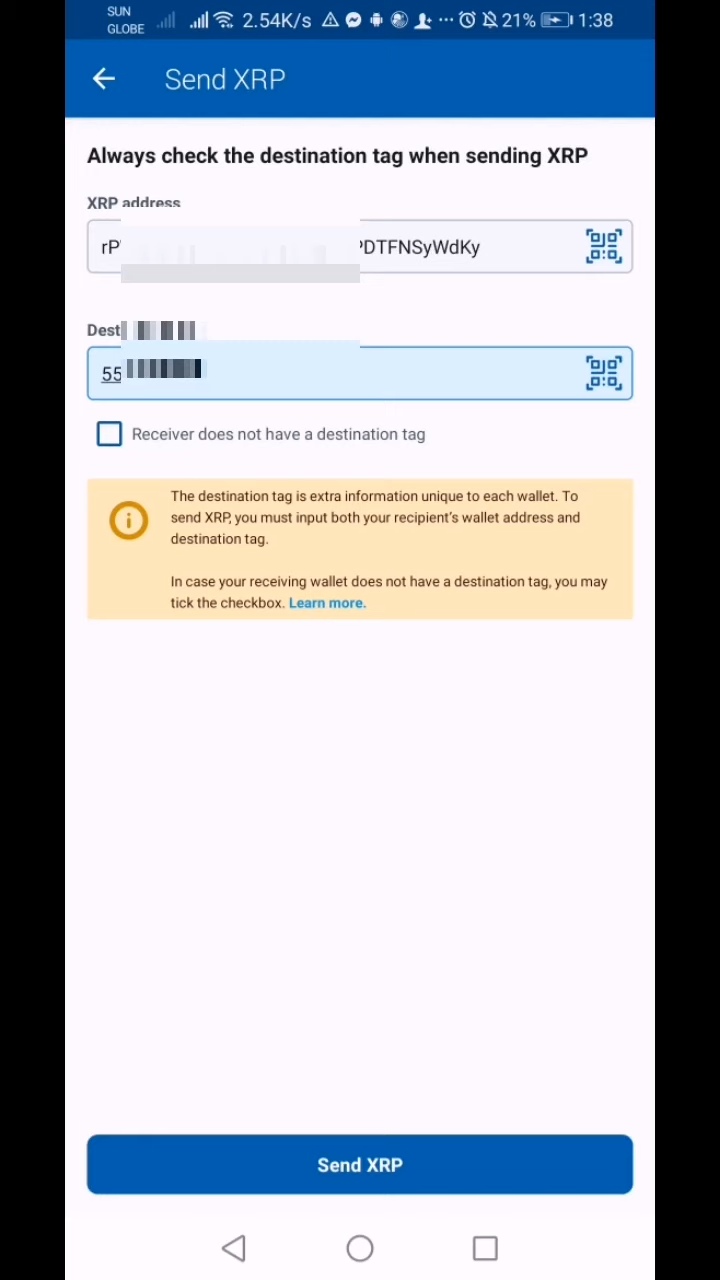 SUN
GLOBE
2.54K/s
21%
1:38
Send XRP
Always check the destination tag when sending XRP
XRP address
rP
PDTFNSyWdKy
Dest
55
Receiver does not have a destination tag
The destination tag is extra information unique to each wallet. To
send XRP, you must input both your recipient's wallet address and
destination tag.
In case your receiving wallet does not have a destination tag, you may
tick the checkbox. Learn more.
Send XRP